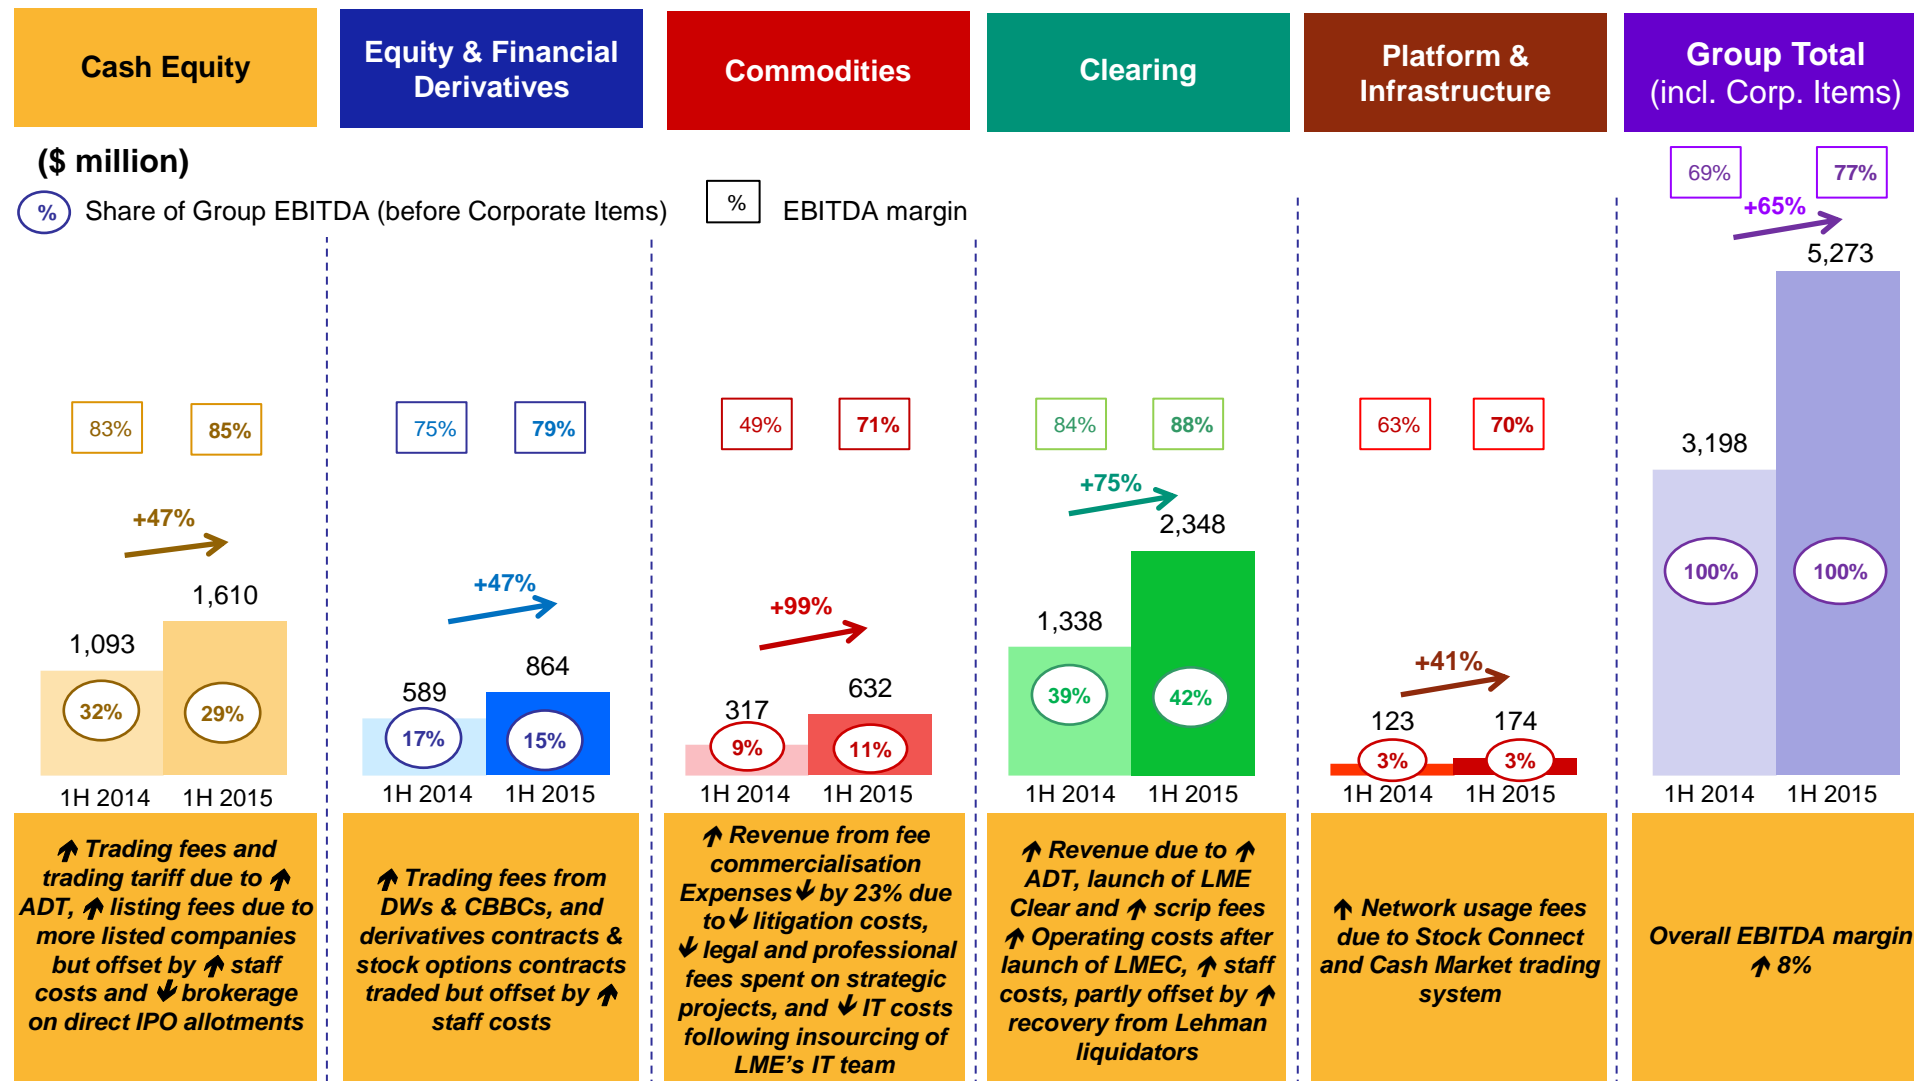 Cash Equity
Equity & Financial
Derivatives
Commodities
Clearing
Platform &
Infrastructure
Group Total
(incl. Corp. Items)
($ million)
% Share of Group EBITDA (before Corporate Items)
% EBITDA margin
83%
85%
+47%
1,093
1,610
32%
29%
1H 2014
1H 2015
75%
79%
+47%
589
864
17%
15%
1H 2014
1H 2015
49%
71%
+99%
317
632
9%
11%
1H 2014
1H 2015
84%
88%
+75%
1,338
2,348
39%
42%
1H 2014
1H 2015
63%
70%
+41%
123
174
3%
3%
1H 2014
1H 2015
69%
77%
+65%
3,198
5,273
100%
100%
1H 2014
1H 2015
↑ Trading fees and
trading tariff due to ↑
ADT, ↑ listing fees due to
more listed companies
but offset by ↑ staff
costs and ↓ brokerage
on direct IPO allotments
↑ Trading fees from
DWs & CBBCs, and
derivatives contracts &
stock options contracts
traded but offset by ↑
staff costs
↑ Revenue from fee
commercialisation
Expenses ↓ by 23% due
to ↓ litigation costs,
↓ legal and professional
fees spent on strategic
projects, and ↓ IT costs
following insourcing of
LME’s IT team
↑ Revenue due to ↑
ADT, launch of LME
Clear and ↑ scrip fees
↑ Operating costs after
launch of LMEC, ↑ staff
costs, partly offset by ↑
recovery from Lehman
liquidators
↑ Network usage fees
due to Stock Connect
and Cash Market trading
system
Overall EBITDA margin
↑ 8%